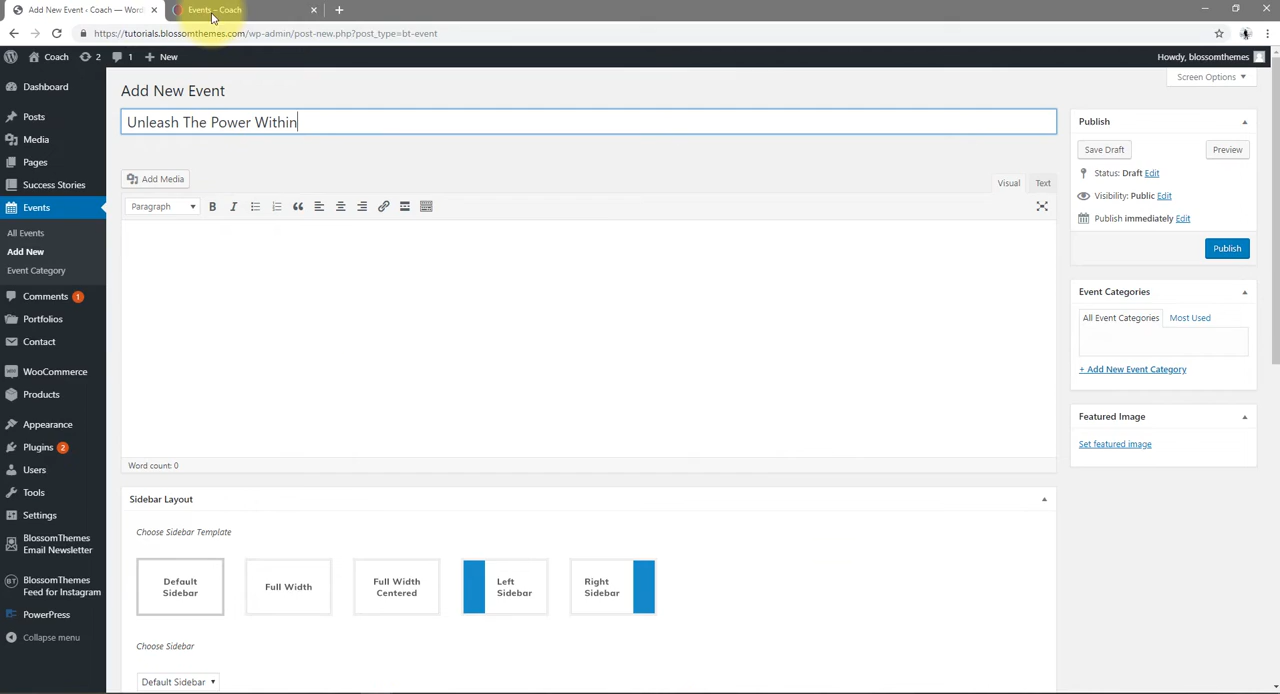 Add New Event ‹ Coach — Word
Events – Coach
https://tutorials.blossomthemes.com/wp-admin/post-new.php?post_type=bt-event
Coach
2
1
New
Howdy, blossomthemes
Screen Options
Dashboard
Posts
Media
Pages
Success Stories
Events
All Events
Add New
Event Category
Comments 1
Portfolios
Contact
WooCommerce
Products
Appearance
Plugins 2
Users
Tools
Settings
BlossomThemes
Email Newsletter
BlossomThemes
Feed for Instagram
PowerPress
Collapse menu
Add New Event
Unleash The Power Within
Add Media
Visual
Text
Paragraph
Word count: 0
Sidebar Layout
Choose Sidebar Template
Default
Sidebar
Full Width
Full Width
Centered
Left
Sidebar
Right
Sidebar
Choose Sidebar
Default Sidebar
Publish
Save Draft
Preview
Status: Draft Edit
Visibility: Public Edit
Publish immediately Edit
Publish
Event Categories
All Event Categories
Most Used
+ Add New Event Category
Featured Image
Set featured image